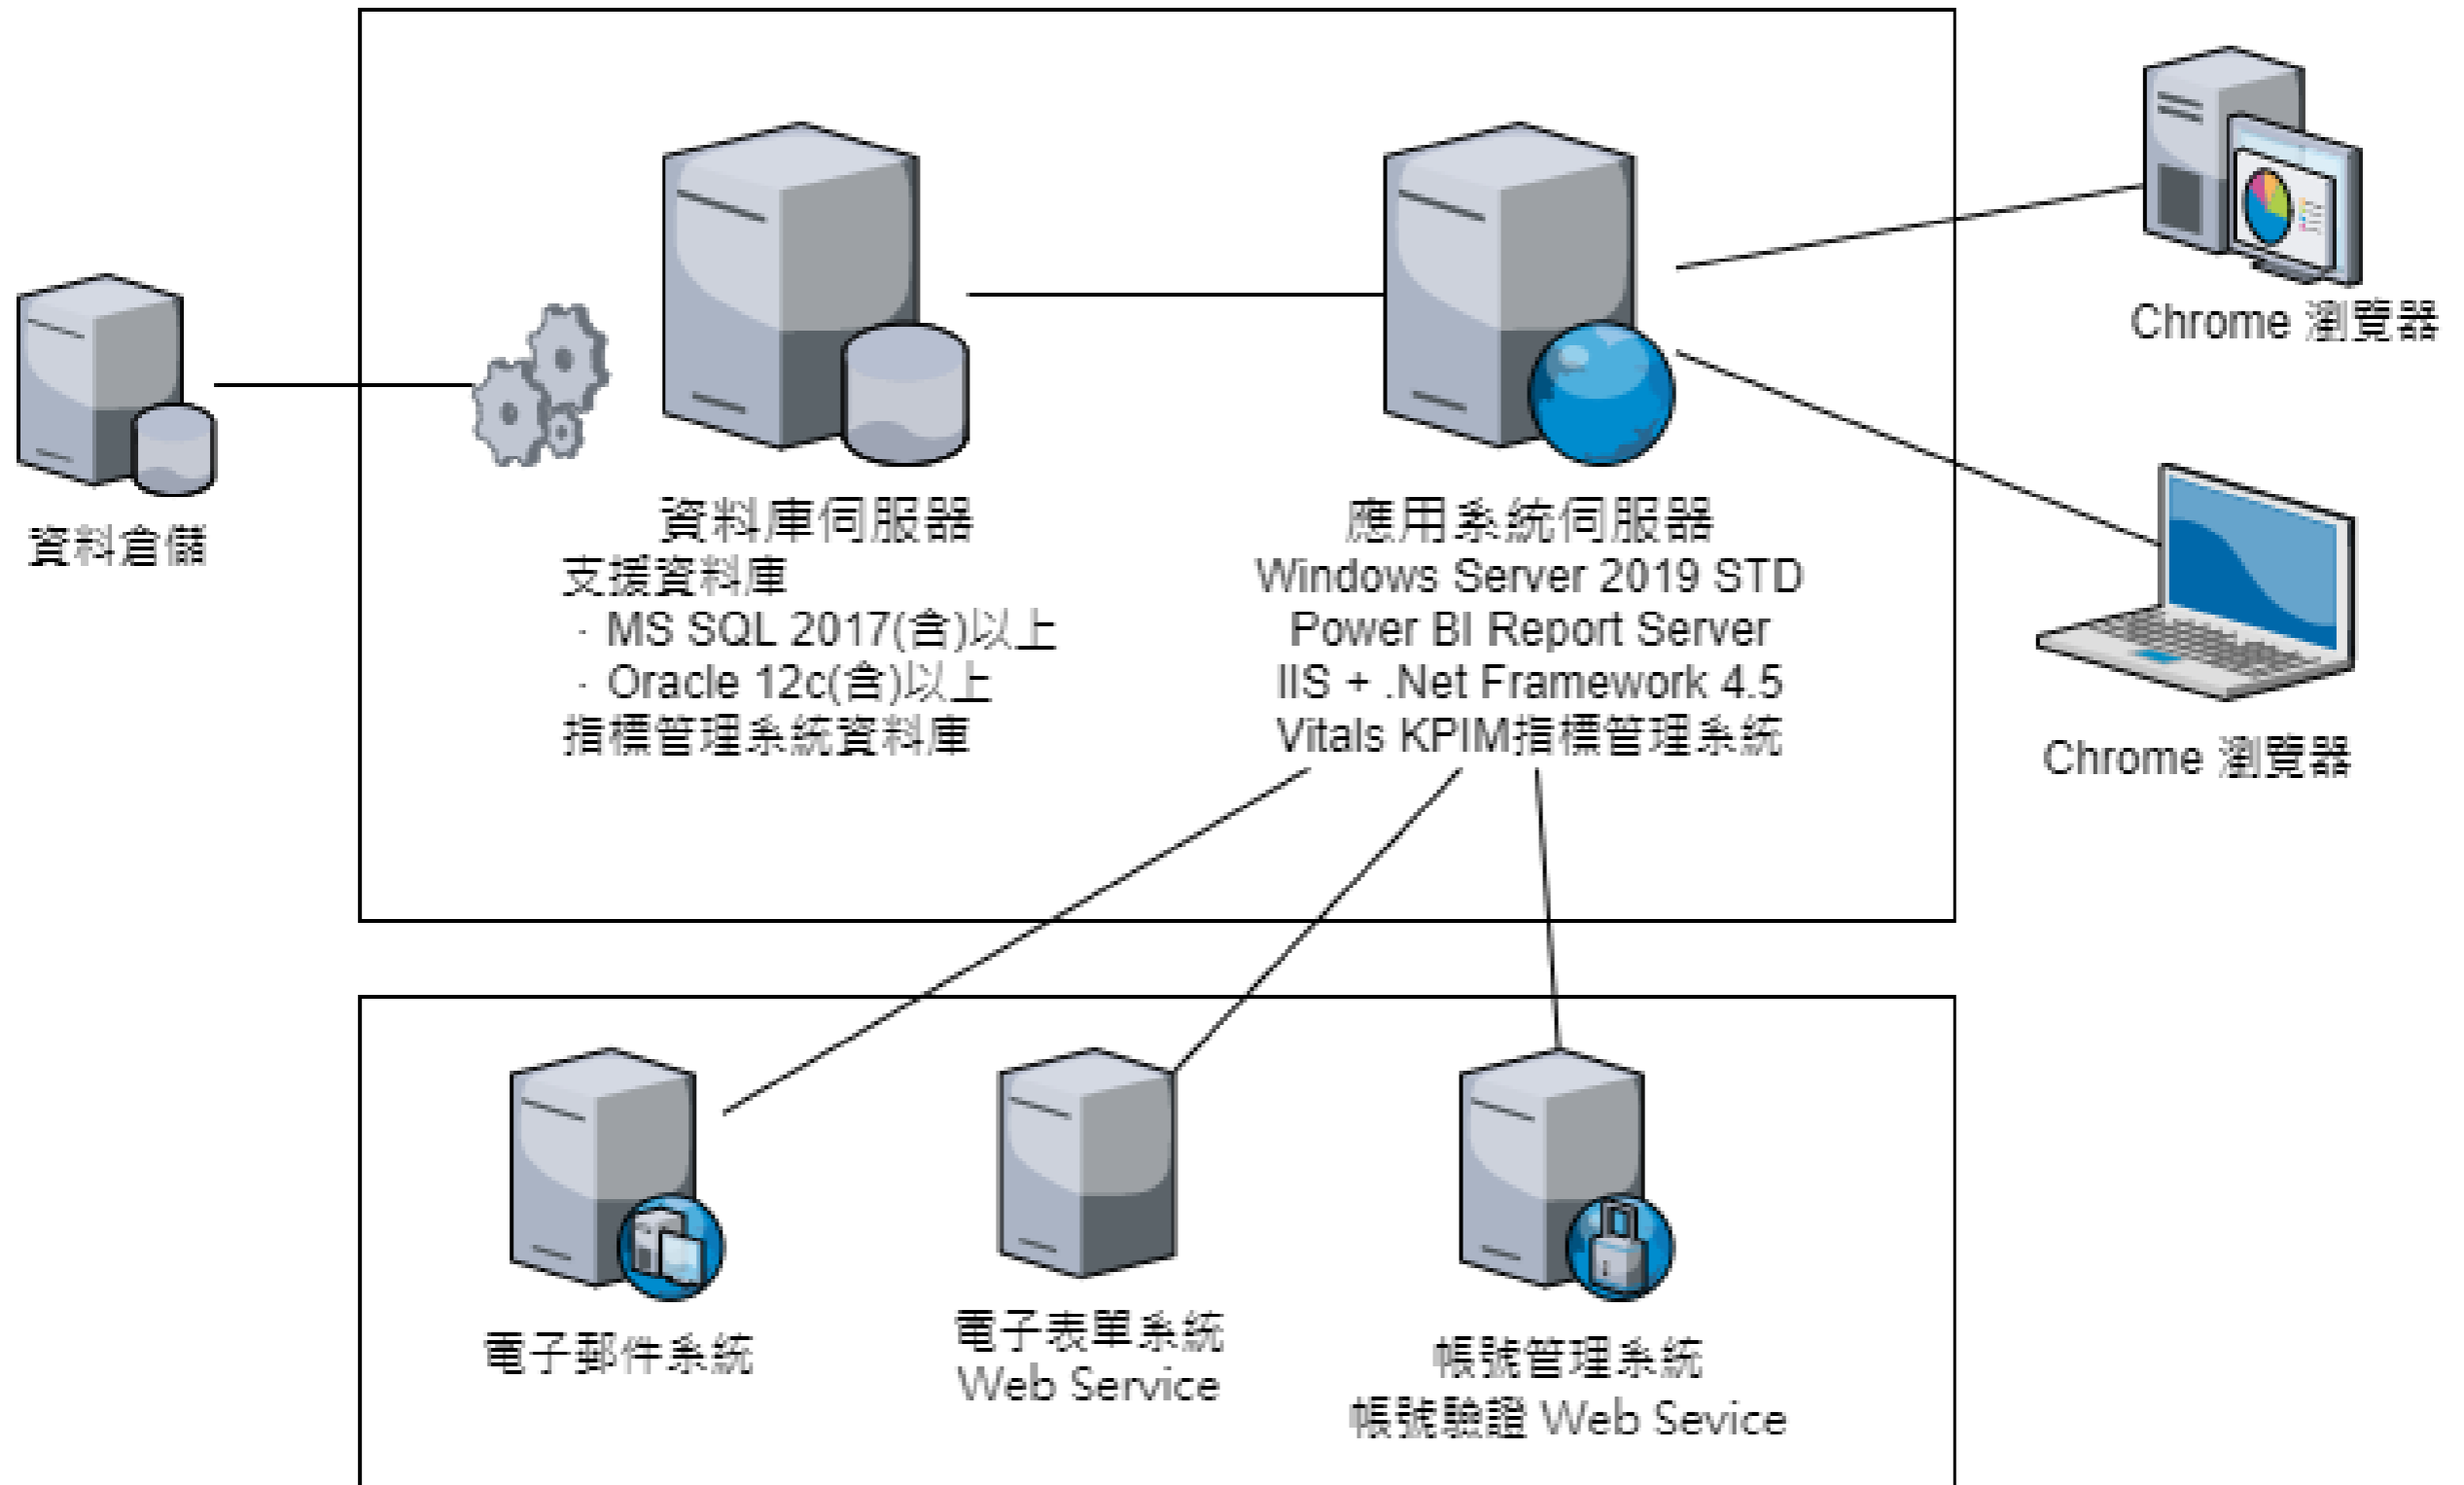 Chrome 瀏覽器
資料倉儲
資料庫伺服器
支援資料庫
· MS SQL 2017(含)以上
· Oracle 12c(含)以上
指標管理系統資料庫
應用系統伺服器
Windows Server 2019 STD
Power BI Report Server
IIS + .Net Framework 4.5
Vitals KPIM指標管理系統
Chrome 瀏覽器
電子郵件系統
電子表單系統
Web Service
帳號管理系統
帳號驗證 Web Sevice